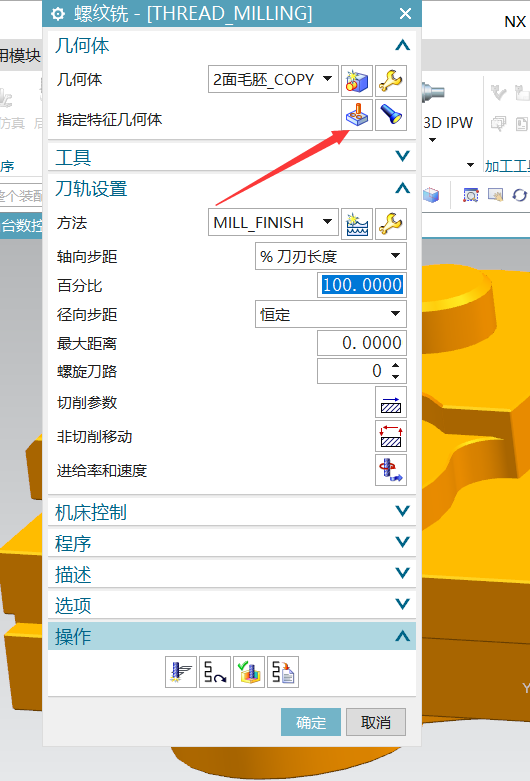 螺纹铣 - [THREAD_MILLING]
NX
用模块
几何体
几何体 2面毛胚_COPY
指定特征几何体
仿真 后
3D IPW
工具
序
加工工具
刀轨设置
整个装配
方法 MILL_FINISH
台数控
轴向步距 % 刀刃长度
百分比 100.0000
径向步距 恒定
最大距离 0.0000
螺旋刀路 0
切削参数
非切削移动
进给率和速度
机床控制
程序
描述
选项
操作
确定 取消
Y